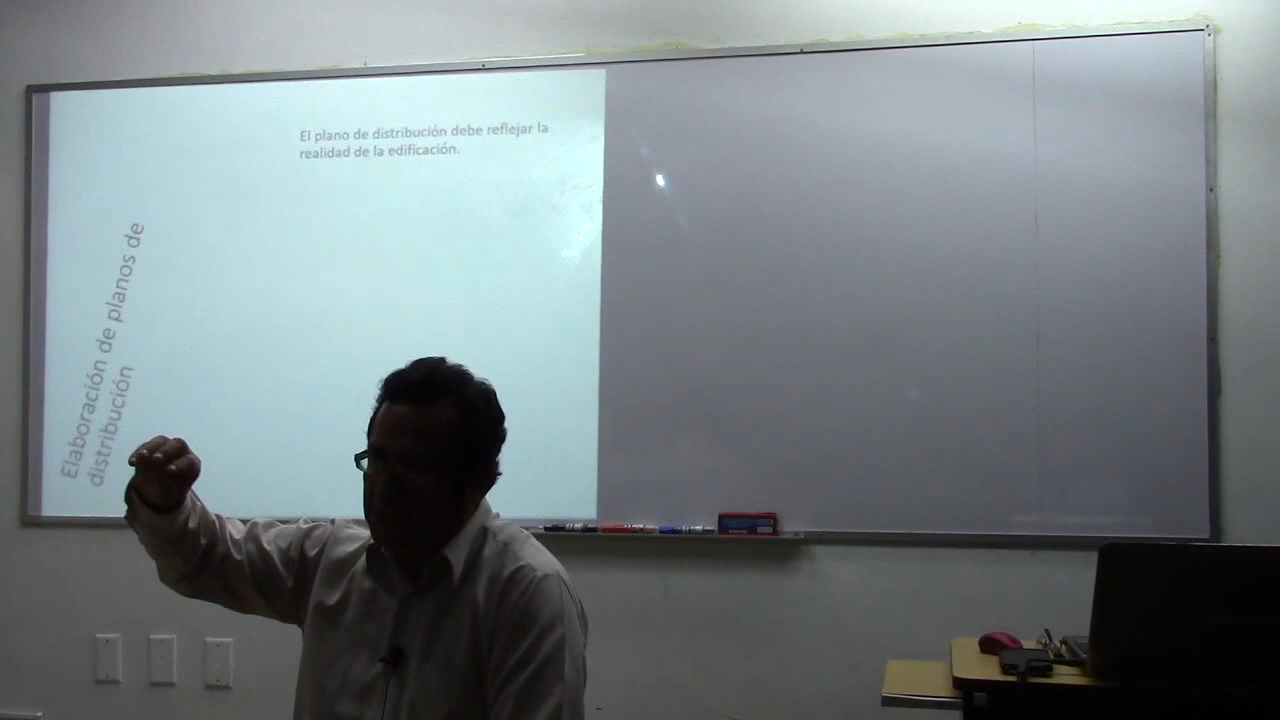 El plano de distribución debe reflejar la
realidad de la edificación.
Elaboración de planos de
distribución